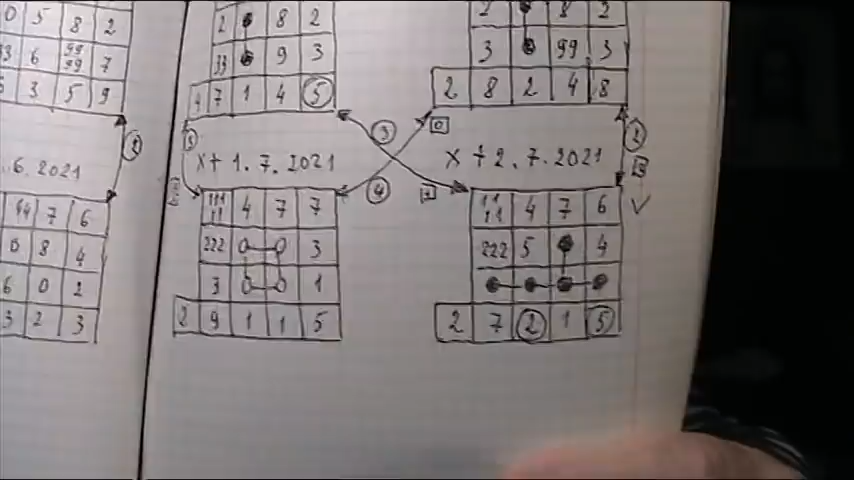 0 5 8 2
6 99 99 7
3 5 9
.6.2021
44 7 6
0 8 4
6 0 2
3 2 3
2 8 2
33 9 3
7 1 4 5
3
X+1.7.2021
4
111 11 4 7 7
222 3
3 1
2 9 1 1 5
2 8 2
3 99 3
2 8 2 4 8
0
X+2.7.2021
111 11 4 7 6
222 5 4
2 7 2 1 5